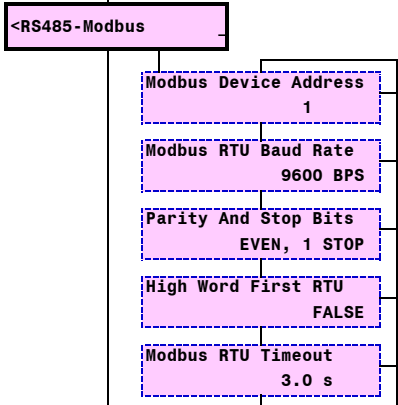 <RS485-Modbus _
Modbus Device Address
1
Modbus RTU Baud Rate
9600 BPS
Parity And Stop Bits
EVEN, 1 STOP
High Word First RTU
FALSE
Modbus RTU Timeout
3.0 s